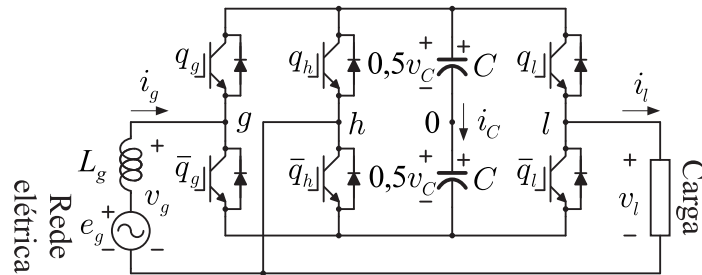 q_g
q_h
0,5v_C
+
−
+
C
q_l
i_g
i_l
g
h
0
i_C
l
L_g
+
v_g
−
q̄_g
q̄_h
0,5v_C
+
−
+
C
q̄_l
+
v_l
−
Carga
Rede
elétrica
e_g
+
−